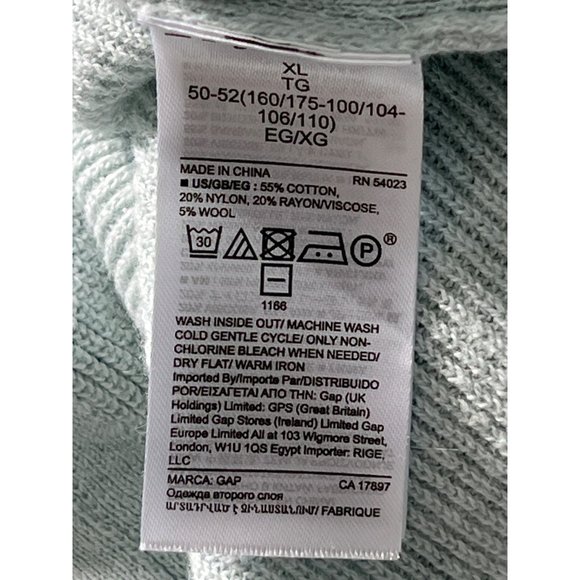 XL
TG
50-52(160/175-100/104-
106/110)
EG/XG
MADE IN CHINA RN 54023
■ US/GB/EG : 55% COTTON,
20% NYLON, 20% RAYON/VISCOSE,
5% WOOL
30 P ®
1166
WASH INSIDE OUT/ MACHINE WASH
COLD GENTLE CYCLE/ ONLY NON-
CHLORINE BLEACH WHEN NEEDED/
DRY FLAT/ WARM IRON
Imported By/Importe Par/DISTRIBUIDO
POR/ΕΙΣΑΓΕΤΑΙ ΑΠΟ ΤΗΝ: Gap (UK
Holdings) Limited: GPS (Great Britain)
Limited Gap Stores (Ireland) Limited Gap
Europe Limited All at 103 Wigmore Street,
London, W1U 1QS Egypt Importer: RIGE,
LLC
MARCA: GAP CA 17897
Одежда второго слоя
ԱՐՏԱԴՐՎԱԾ Է ՉԻՆԱՍՏԱՆՈՒՄ/ FABRIQUE